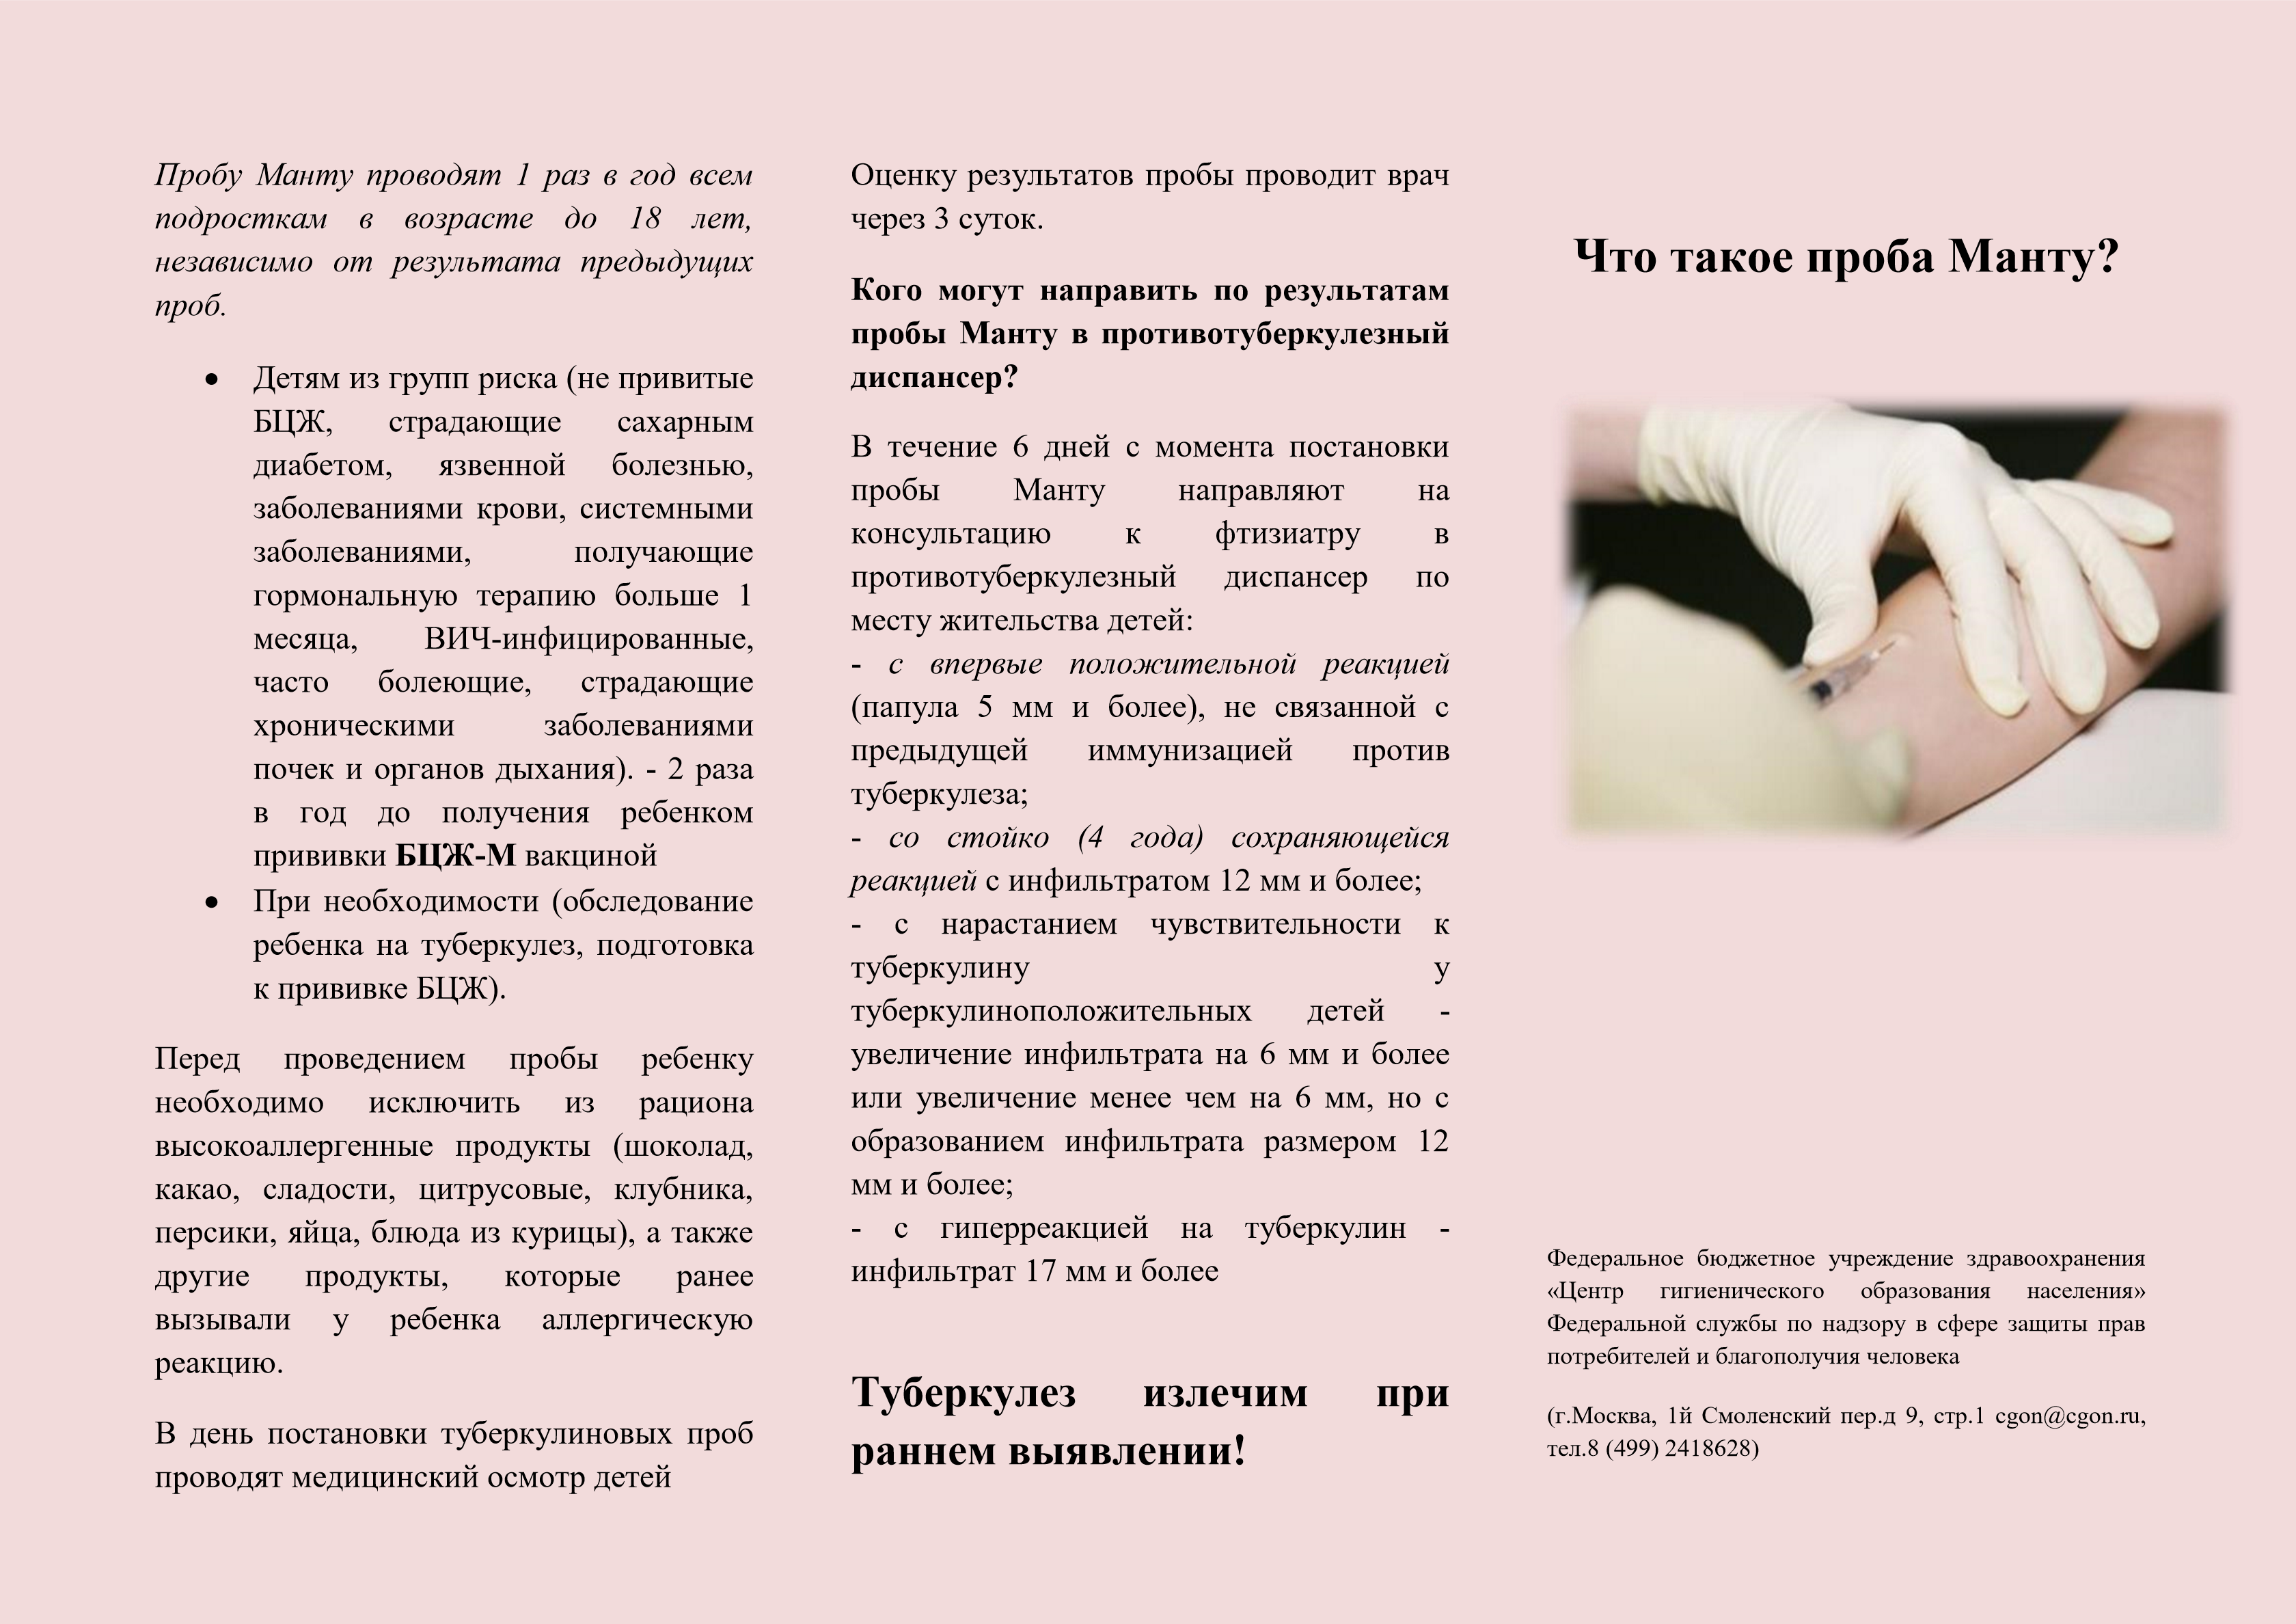 Пробу Манту проводят 1 раз в год всем
подросткам в возрасте до 18 лет,
независимо от результата предыдущих
проб.
• Детям из групп риска (не привитые
БЦЖ, страдающие сахарным
диабетом, язвенной болезнью,
заболеваниями крови, системными
заболеваниями, получающие
гормональную терапию больше 1
месяца, ВИЧ-инфицированные,
часто болеющие, страдающие
хроническими заболеваниями
почек и органов дыхания). - 2 раза
в год до получения ребенком
прививки БЦЖ-М вакциной
• При необходимости (обследование
ребенка на туберкулез, подготовка
к прививке БЦЖ).
Перед проведением пробы ребенку
необходимо исключить из рациона
высокоаллергенные продукты (шоколад,
какао, сладости, цитрусовые, клубника,
персики, яйца, блюда из курицы), а также
другие продукты, которые ранее
вызывали у ребенка аллергическую
реакцию.
В день постановки туберкулиновых проб
проводят медицинский осмотр детей
Оценку результатов пробы проводит врач
через 3 суток.
Кого могут направить по результатам
пробы Манту в противотуберкулезный
диспансер?
В течение 6 дней с момента постановки
пробы Манту направляют на
консультацию к фтизиатру в
противотуберкулезный диспансер по
месту жительства детей:
- с впервые положительной реакцией
(папула 5 мм и более), не связанной с
предыдущей иммунизацией против
туберкулеза;
- со стойко (4 года) сохраняющейся
реакцией с инфильтратом 12 мм и более;
- с нарастанием чувствительности к
туберкулину у
туберкулиноположительных детей -
увеличение инфильтрата на 6 мм и более
или увеличение менее чем на 6 мм, но с
образованием инфильтрата размером 12
мм и более;
- с гиперреакцией на туберкулин -
инфильтрат 17 мм и более
Туберкулез излечим при
раннем выявлении!
Что такое проба Манту?
Федеральное бюджетное учреждение здравоохранения
«Центр гигиенического образования населения»
Федеральной службы по надзору в сфере защиты прав
потребителей и благополучия человека
(г.Москва, 1й Смоленский пер.д 9, стр.1 cgon@cgon.ru,
тел.8 (499) 2418628)